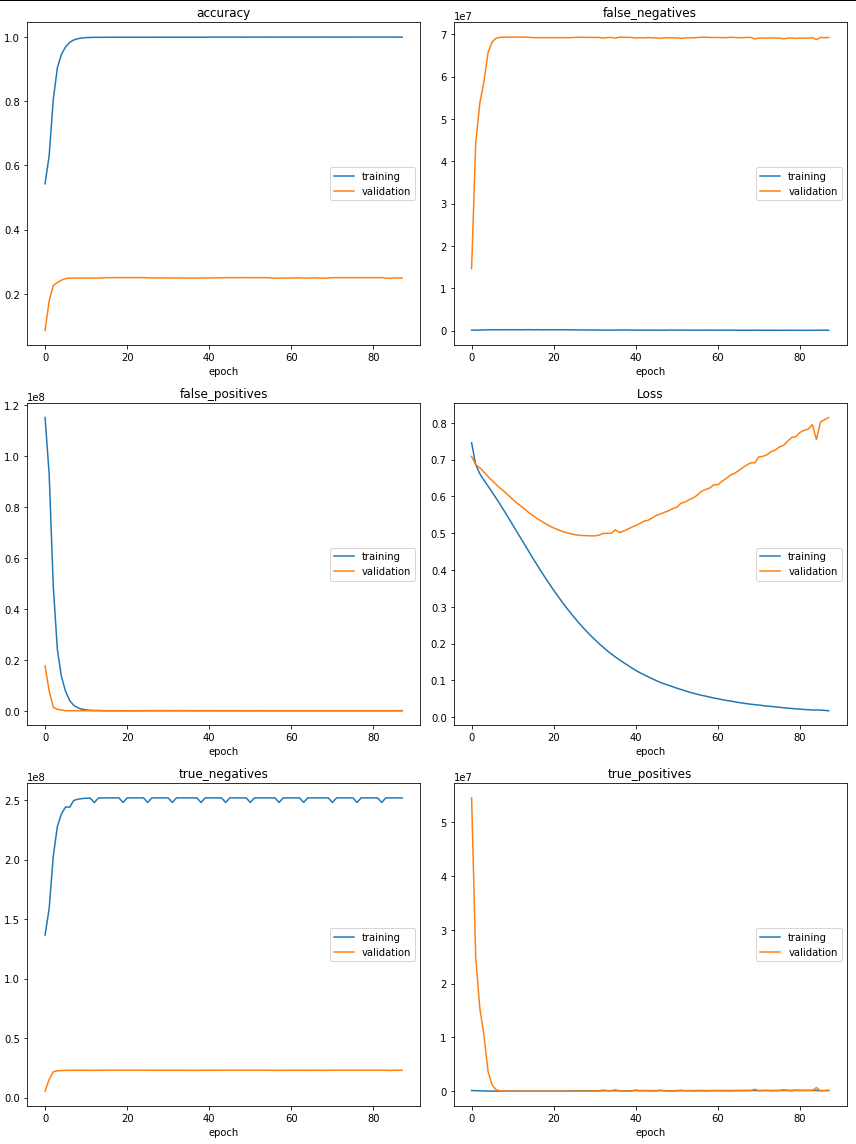 accuracy
1.0
0.8
0.6
0.4
0.2
training
validation
0 20 40 60 80
epoch
false_negatives
1e7
7
6
5
4
3
2
1
0
training
validation
0 20 40 60 80
epoch
false_positives
1e8
1.2
1.0
0.8
0.6
0.4
0.2
0.0
training
validation
0 20 40 60 80
epoch
Loss
0.8
0.7
0.6
0.5
0.4
0.3
0.2
0.1
0.0
training
validation
0 20 40 60 80
epoch
true_negatives
1e8
2.5
2.0
1.5
1.0
0.5
0.0
training
validation
0 20 40 60 80
epoch
true_positives
1e7
5
4
3
2
1
0
training
validation
0 20 40 60 80
epoch